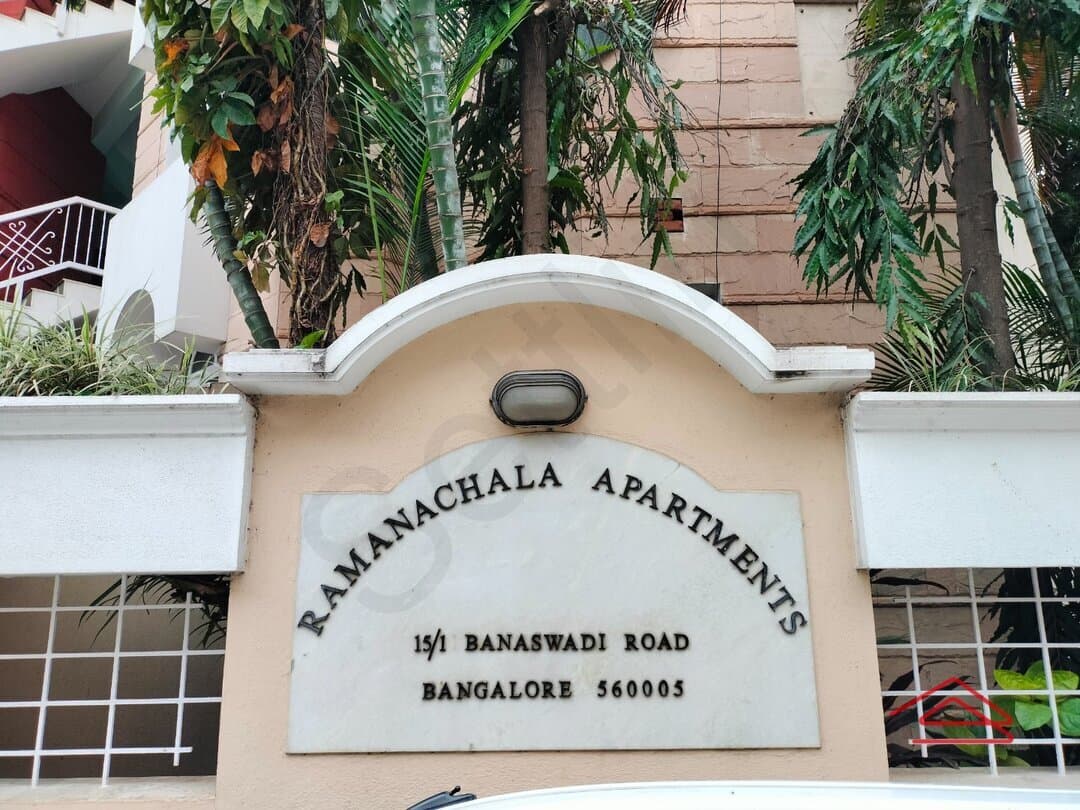 RAMANACHALA APARTMENTS
15/1 BANASWADI ROAD
BANGALORE 560005